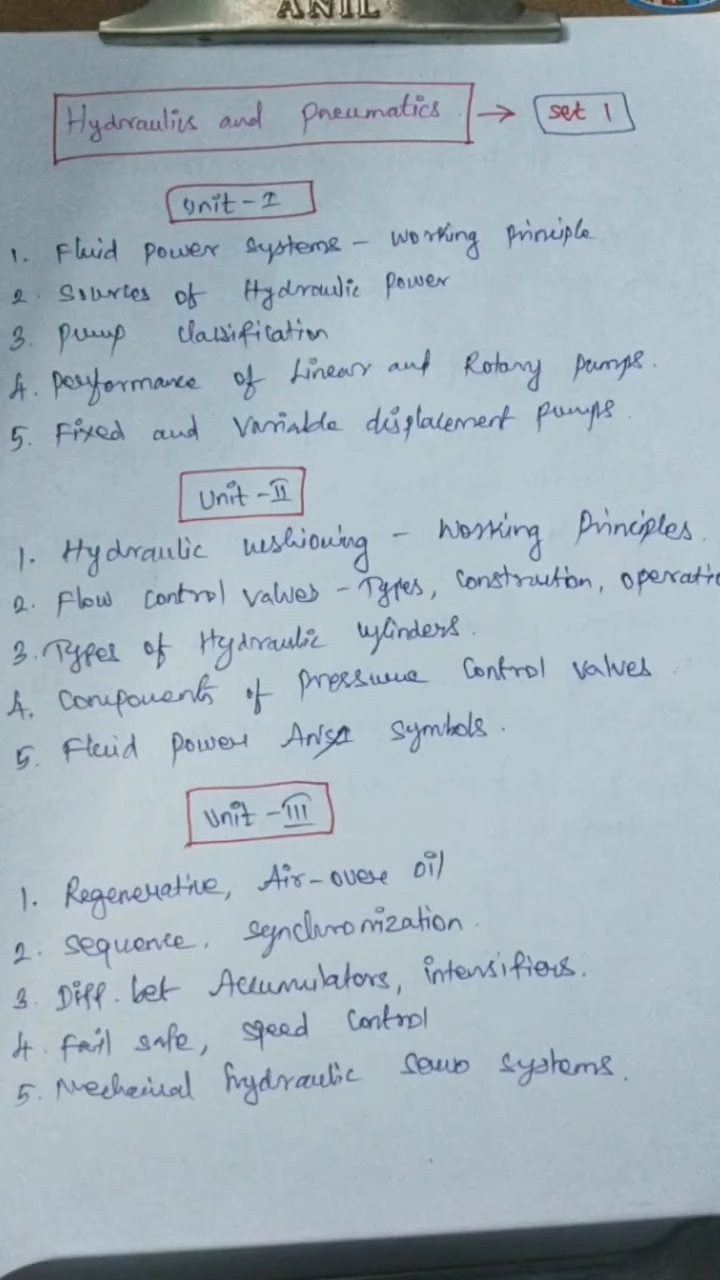 ANIL
Hydraulics and Pneumatics → set 1
Unit - I
1. Fluid power systems - Working Principle
2. Sources of Hydraulic power
3. Pump classification
4. Performance of Linear and Rotary pumps.
5. Fixed and Variable displacement pumps.
Unit - II
1. Hydraulic cushioning - Working Principles.
2. Flow control valves - Types, Construction, operatio
3. Types of Hydraulic cylinders.
4. Components of pressure control valves
5. Fluid power ANSI symbols.
Unit - III
1. Regenerative, Air-over oil
2. Sequence, synchronization.
3. Diff. bet Accumulators, intensifiers.
4. Fail safe, speed control
5. Mechanical hydraulic servo systems.